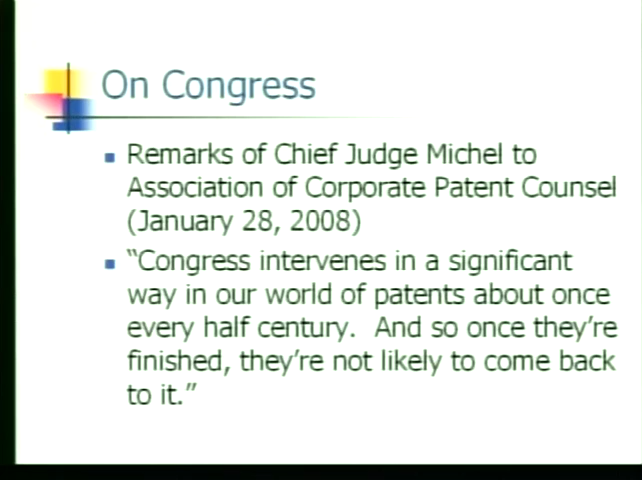 On Congress
Remarks of Chief Judge Michel to
Association of Corporate Patent Counsel
(January 28, 2008)
“Congress intervenes in a significant
way in our world of patents about once
every half century.  And so once they’re
finished, they’re not likely to come back
to it.”